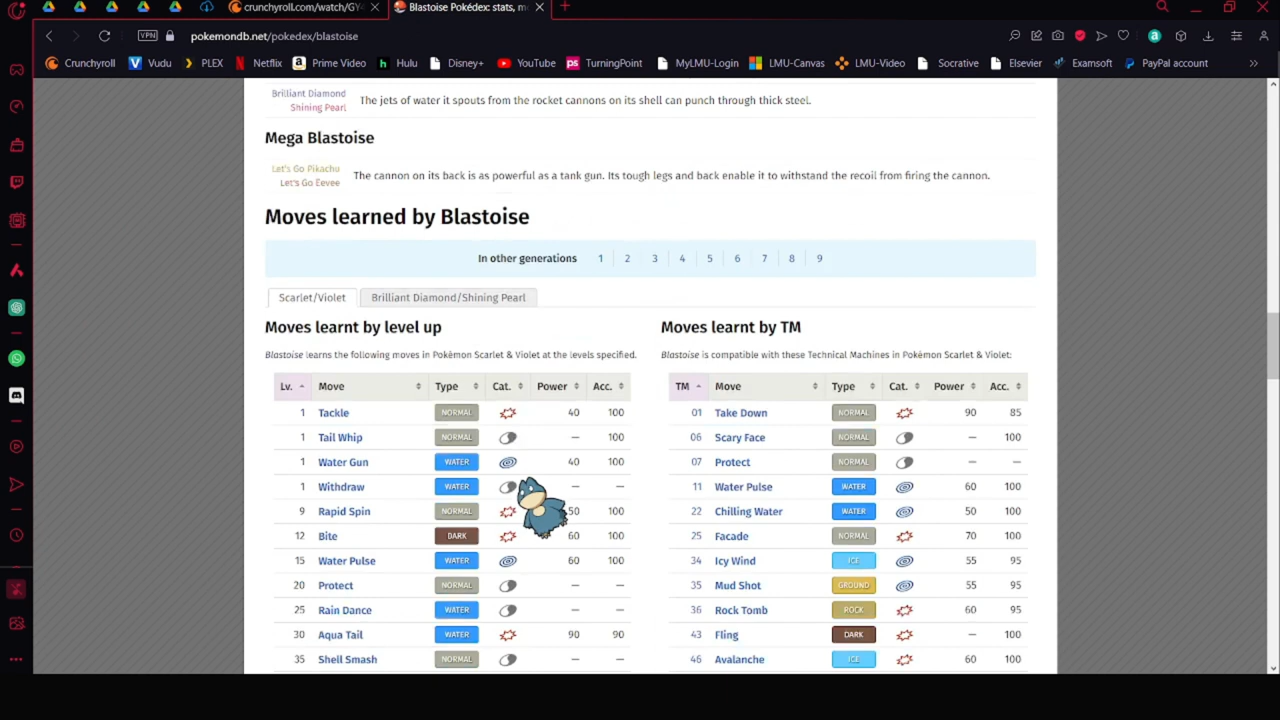 crunchyroll.com/watch/GY
Blastoise Pokédex: stats, m
VPN pokemondb.net/pokedex/blastoise
Crunchyroll Vudu PLEX Netflix Prime Video Hulu Disney+ YouTube TurningPoint MyLMU-Login LMU-Canvas LMU-Video Socrative Elsevier Examsoft PayPal account
Brilliant Diamond
Shining Pearl
The jets of water it spouts from the rocket cannons on its shell can punch through thick steel.
Mega Blastoise
Let's Go Pikachu
Let's Go Eevee
The cannon on its back is as powerful as a tank gun. Its tough legs and back enable it to withstand the recoil from firing the cannon.
Moves learned by Blastoise
In other generations 1 2 3 4 5 6 7 8 9
Scarlet/Violet Brilliant Diamond/Shining Pearl
Moves learnt by level up
Blastoise learns the following moves in Pokémon Scarlet & Violet at the levels specified.
Lv. Move Type Cat. Power Acc.
1 Tackle NORMAL 40 100
1 Tail Whip NORMAL — 100
1 Water Gun WATER 40 100
1 Withdraw WATER — —
9 Rapid Spin NORMAL 50 100
12 Bite DARK 60 100
15 Water Pulse WATER 60 100
20 Protect NORMAL — —
25 Rain Dance WATER — —
30 Aqua Tail WATER 90 90
35 Shell Smash NORMAL — —
Moves learnt by TM
Blastoise is compatible with these Technical Machines in Pokémon Scarlet & Violet:
TM Move Type Cat. Power Acc.
01 Take Down NORMAL 90 85
06 Scary Face NORMAL — 100
07 Protect NORMAL — —
11 Water Pulse WATER 60 100
22 Chilling Water WATER 50 100
25 Facade NORMAL 70 100
34 Icy Wind ICE 55 95
35 Mud Shot GROUND 55 95
36 Rock Tomb ROCK 60 95
43 Fling DARK — 100
46 Avalanche ICE 60 100